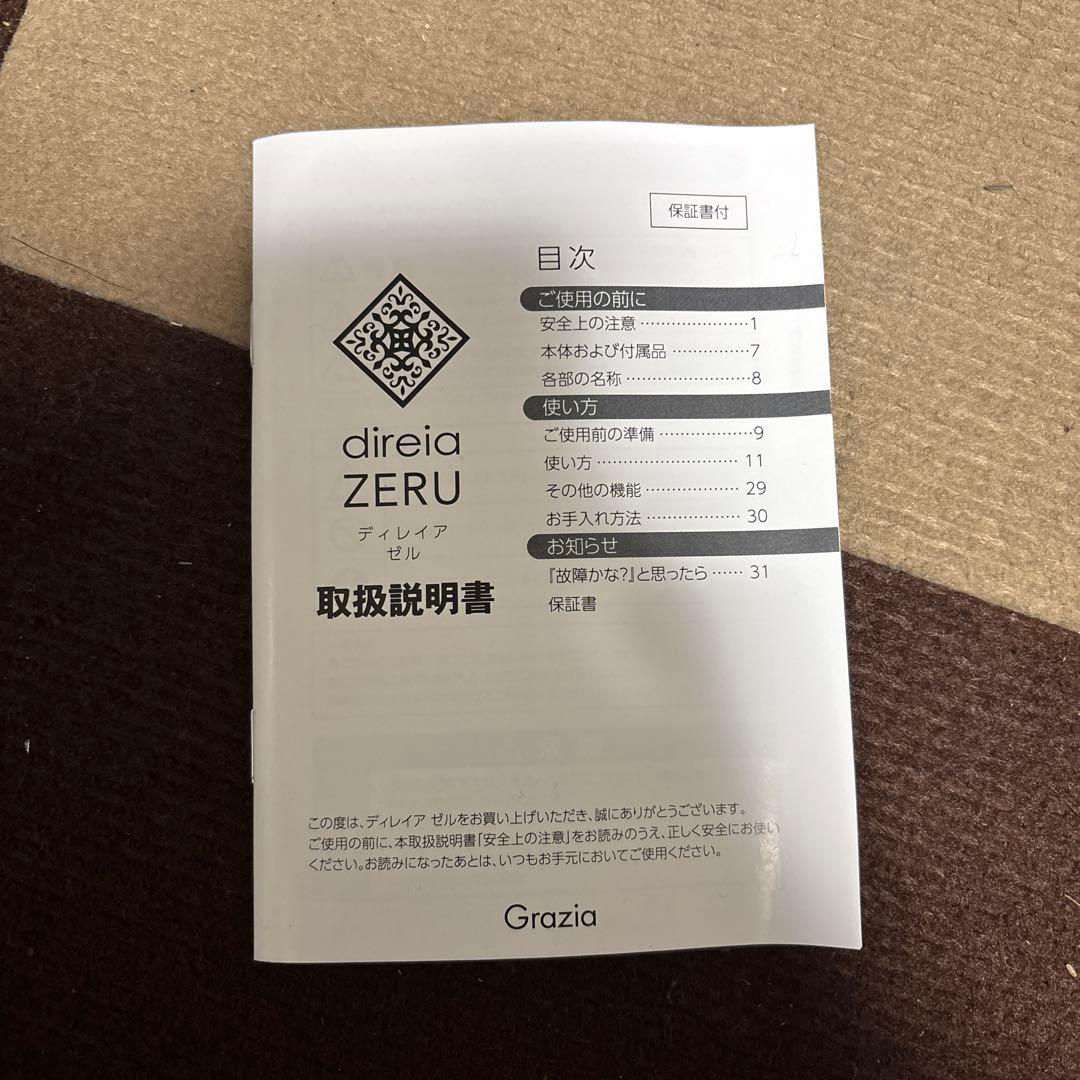 保証書付
目次
ご使用の前に
安全上の注意…………………1
本体および付属品……………7
各部の名称……………………8
使い方
ご使用前の準備………………9
使い方………………………11
その他の機能………………29
お手入れ方法………………30
お知らせ
『故障かな?』と思ったら……31
保証書
direia
ZERU
ディレイア
ゼル
取扱説明書
この度は、ディレイア ゼルをお買い上げいただき、誠にありがとうございます。
ご使用の前に、本取扱説明書「安全上の注意」をお読みのうえ、正しく安全にお使い
ください。お読みになったあとは、いつもお手元においてご使用ください。
Grazia